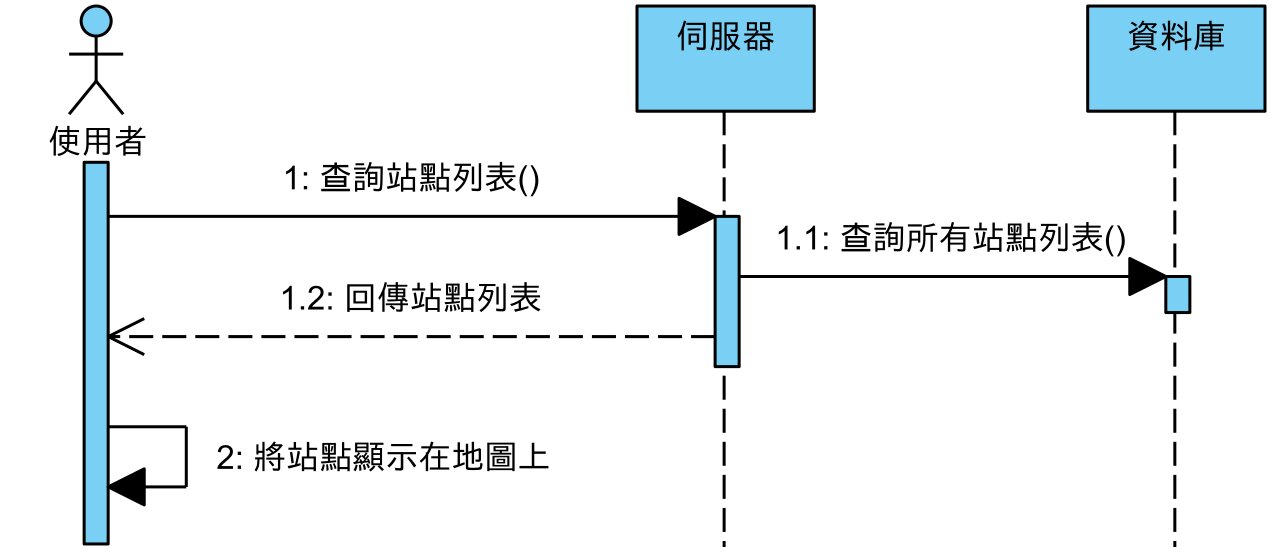 伺服器
資料庫
使用者
1: 查詢站點列表()
1.1: 查詢所有站點列表()
1.2: 回傳站點列表
2: 將站點顯示在地圖上